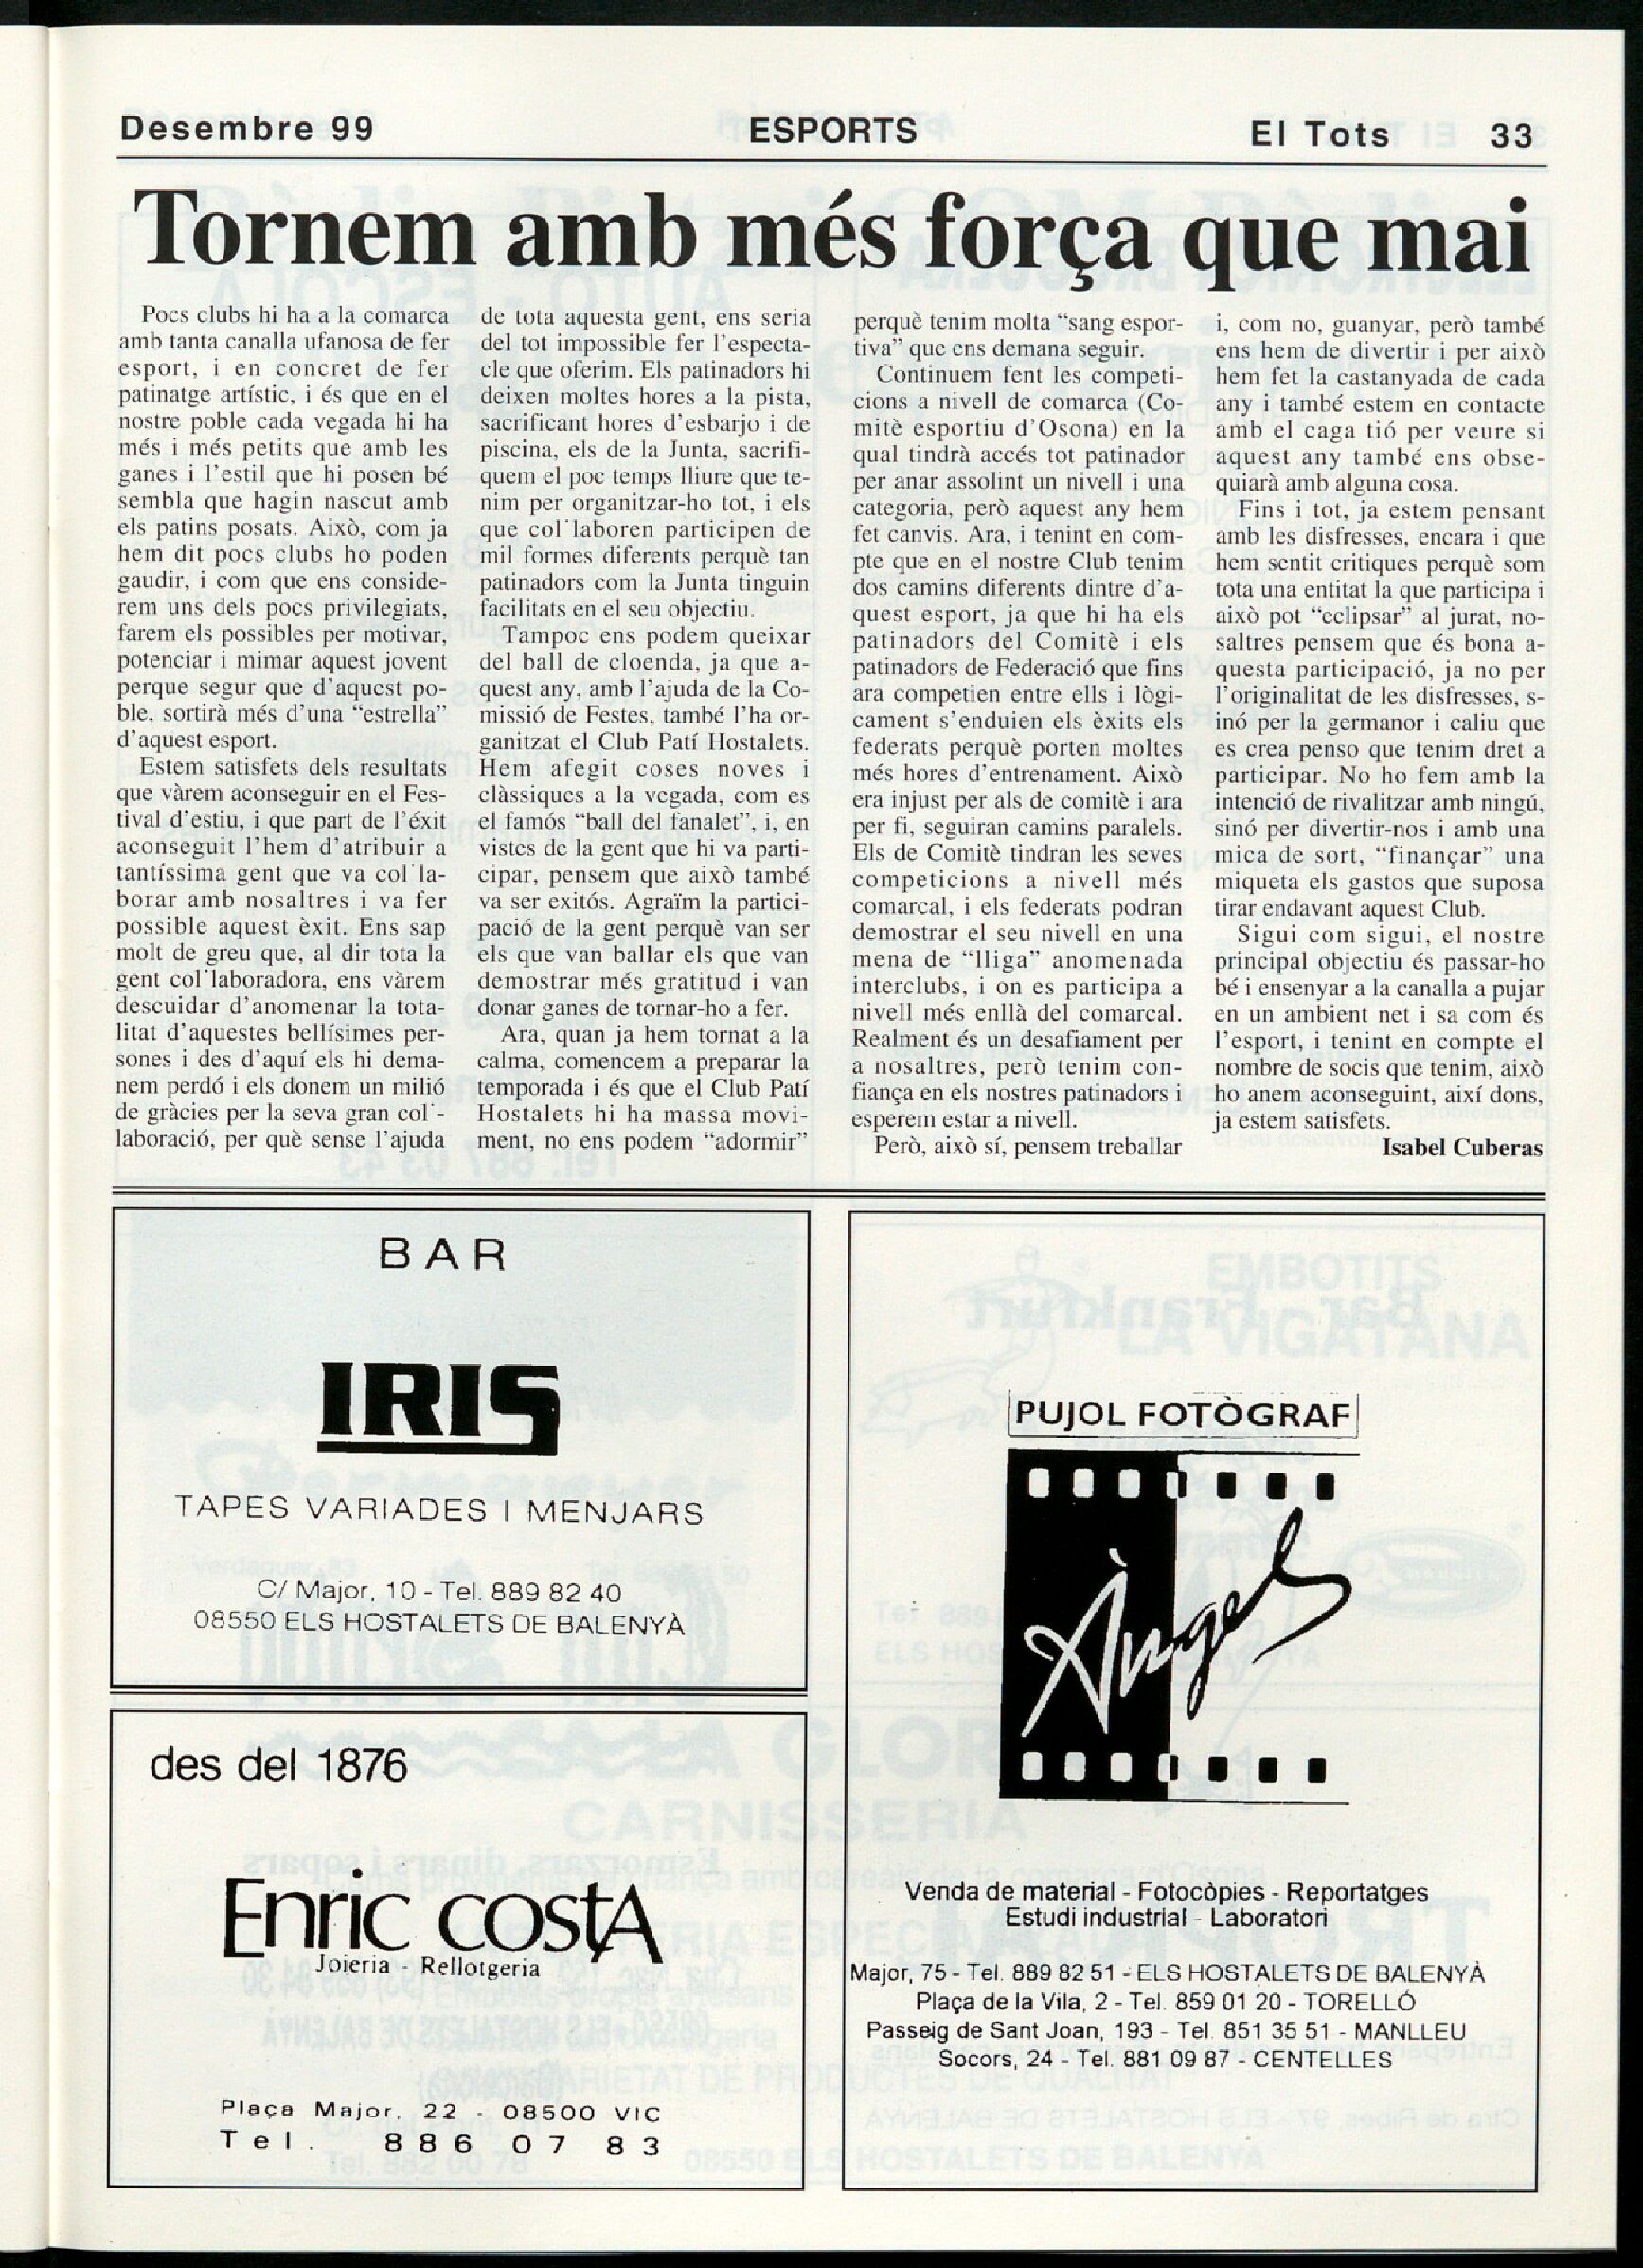 Desembre 99 ESPORTS El Tots 33
Tornem amb més força que mai
Pocs clubs hi ha a la comarca
amb tanta canalla ufanosa de fer
esport, i en concret de fer
patinatge artístic, i és que en el
nostre poble cada vegada hi ha
més i més petits que amb les
ganes i l'estil que hi posen bé
sembla que hagin nascut amb
els patins posats. Això, com ja
hem dit pocs clubs ho poden
gaudir, i com que ens conside-
rem uns dels pocs privilegiats,
farem els possibles per motivar,
potenciar i mimar aquest jovent
perque segur que d'aquest po-
ble, sortirà més d'una “estrella”
d'aquest esport.
Estem satisfets dels resultats
que vàrem aconseguir en el Fes-
tival d'estiu, i que part de l'éxit
aconseguit l'hem d'atribuir a
tantíssima gent que va col·la-
borar amb nosaltres i va fer
possible aquest èxit. Ens sap
molt de greu que, al dir tota la
gent col·laboradora, ens vàrem
descuidar d'anomenar la tota-
litat d'aquestes bellísimes per-
sones i des d'aquí els hi dema-
nem perdó i els donem un milió
de gràcies per la seva gran col·-
laboració, per què sense l'ajuda
de tota aquesta gent, ens seria
del tot impossible fer l'especta-
cle que oferim. Els patinadors hi
deixen moltes hores a la pista,
sacrificant hores d'esbarjo i de
piscina, els de la Junta, sacrifi-
quem el poc temps lliure que te-
nim per organitzar-ho tot, i els
que col·laboren participen de
mil formes diferents perquè tan
patinadors com la Junta tinguin
facilitats en el seu objectiu.
Tampoc ens podem queixar
del ball de cloenda, ja que a-
quest any, amb l'ajuda de la Co-
missió de Festes, també l'ha or-
ganitzat el Club Patí Hostalets.
Hem afegit coses noves i
clàssiques a la vegada, com es
el famós “ball del fanalet”, i, en
vistes de la gent que hi va parti-
cipar, pensem que això també
va ser exitós. Agraïm la partici-
pació de la gent perquè van ser
els que van ballar els que van
demostrar més gratitud i van
donar ganes de tornar-ho a fer.
Ara, quan ja hem tornat a la
calma, comencem a preparar la
temporada i és que el Club Patí
Hostalets hi ha massa movi-
ment, no ens podem “adormir”
perquè tenim molta “sang espor-
tiva” que ens demana seguir.
Continuem fent les competi-
cions a nivell de comarca (Co-
mitè esportiu d'Osona) en la
qual tindrà accés tot patinador
per anar assolint un nivell i una
categoria, però aquest any hem
fet canvis. Ara, i tenint en com-
pte que en el nostre Club tenim
dos camins diferents dintre d'a-
quest esport, ja que hi ha els
patinadors del Comitè i els
patinadors de Federació que fins
ara competien entre ells i lògi-
cament s'enduien els èxits els
federats perquè porten moltes
més hores d'entrenament. Això
era injust per als de comitè i ara
per fi, seguiran camins paralels.
Els de Comitè tindran les seves
competicions a nivell més
comarcal, i els federats podran
demostrar el seu nivell en una
mena de “lliga” anomenada
interclubs, i on es participa a
nivell més enllà del comarcal.
Realment és un desafiament per
a nosaltres, però tenim con-
fiança en els nostres patinadors i
esperem estar a nivell.
Però, això sí, pensem treballar
i, com no, guanyar, però també
ens hem de divertir i per això
hem fet la castanyada de cada
any i també estem en contacte
amb el caga tió per veure si
aquest any també ens obse-
quiarà amb alguna cosa.
Fins i tot, ja estem pensant
amb les disfresses, encara i que
hem sentit critiques perquè som
tota una entitat la que participa i
això pot “eclipsar” al jurat, no-
saltres pensem que és bona a-
questa participació, ja no per
l'originalitat de les disfresses, s-
inó per la germanor i caliu que
es crea penso que tenim dret a
participar. No ho fem amb la
intenció de rivalitzar amb ningú,
sinó per divertir-nos i amb una
mica de sort, “finançar” una
miqueta els gastos que suposa
tirar endavant aquest Club.
Sigui com sigui, el nostre
principal objectiu és passar-ho
bé i ensenyar a la canalla a pujar
en un ambient net i sa com és
l'esport, i tenint en compte el
nombre de socis que tenim, això
ho anem aconseguint, així dons,
ja estem satisfets.
Isabel Cuberas
BAR
IRIS
TAPES VARIADES I MENJARS
C/ Major, 10 - Tel. 889 82 40
08550 ELS HOSTALETS DE BALENYÀ
des del 1876
Enric costA
Joieria - Rellotgeria
Plaça Major, 22 - 08500 VIC
Tel. 886 07 83
PUJOL FOTÒGRAF
Àngel
Venda de material - Fotocòpies - Reportatges
Estudi industrial - Laboratori
Major, 75 - Tel. 889 82 51 - ELS HOSTALETS DE BALENYÀ
Plaça de la Vila, 2 - Tel. 859 01 20 - TORELLÓ
Passeig de Sant Joan, 193 - Tel. 851 35 51 - MANLLEU
Socors, 24 - Tel. 881 09 87 - CENTELLES